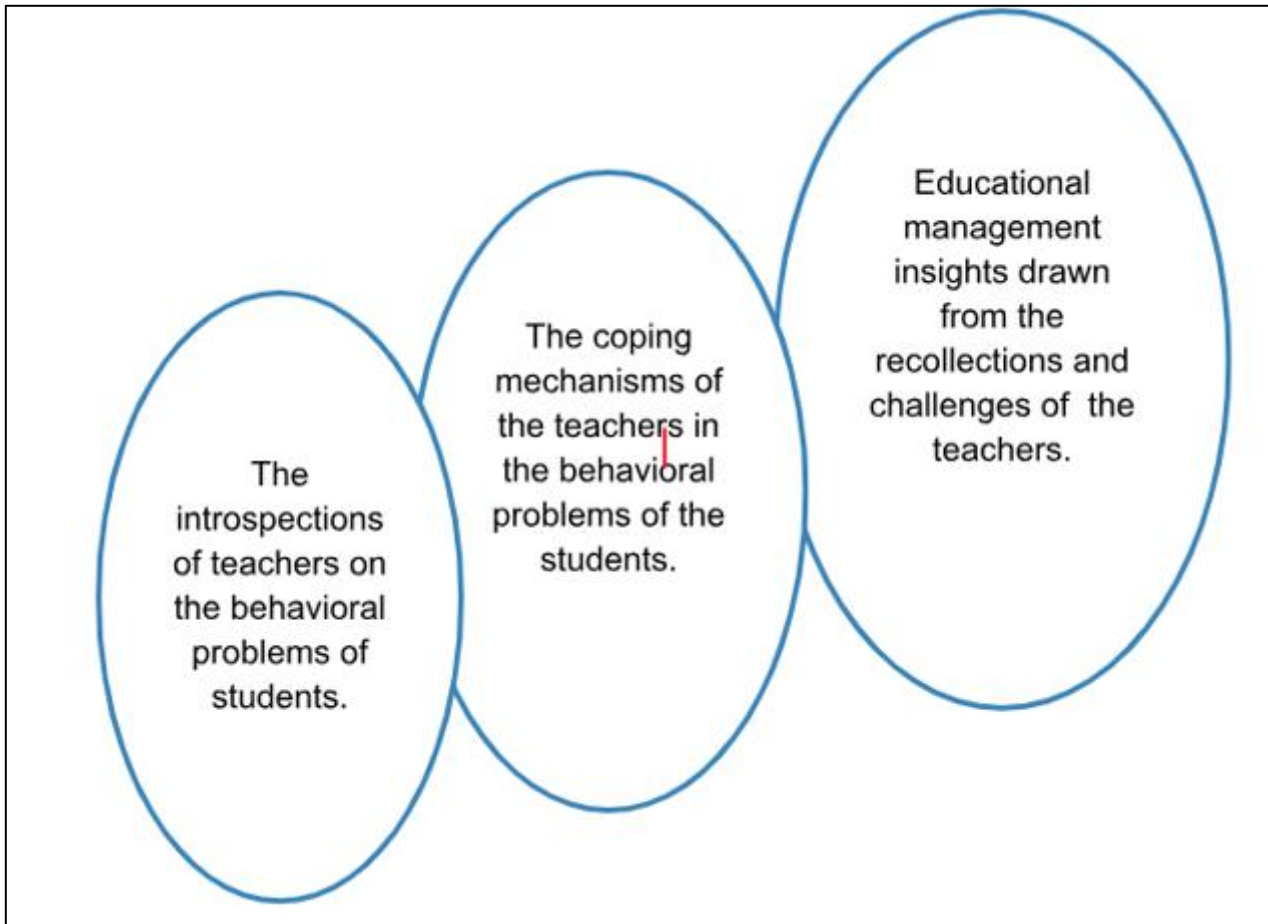 The
introspections
of teachers on
the behavioral
problems of
students.
The coping
mechanisms of
the teachers in
the behavioral
problems of the
students.
Educational
management
insights drawn
from the
recollections and
challenges of  the
teachers.